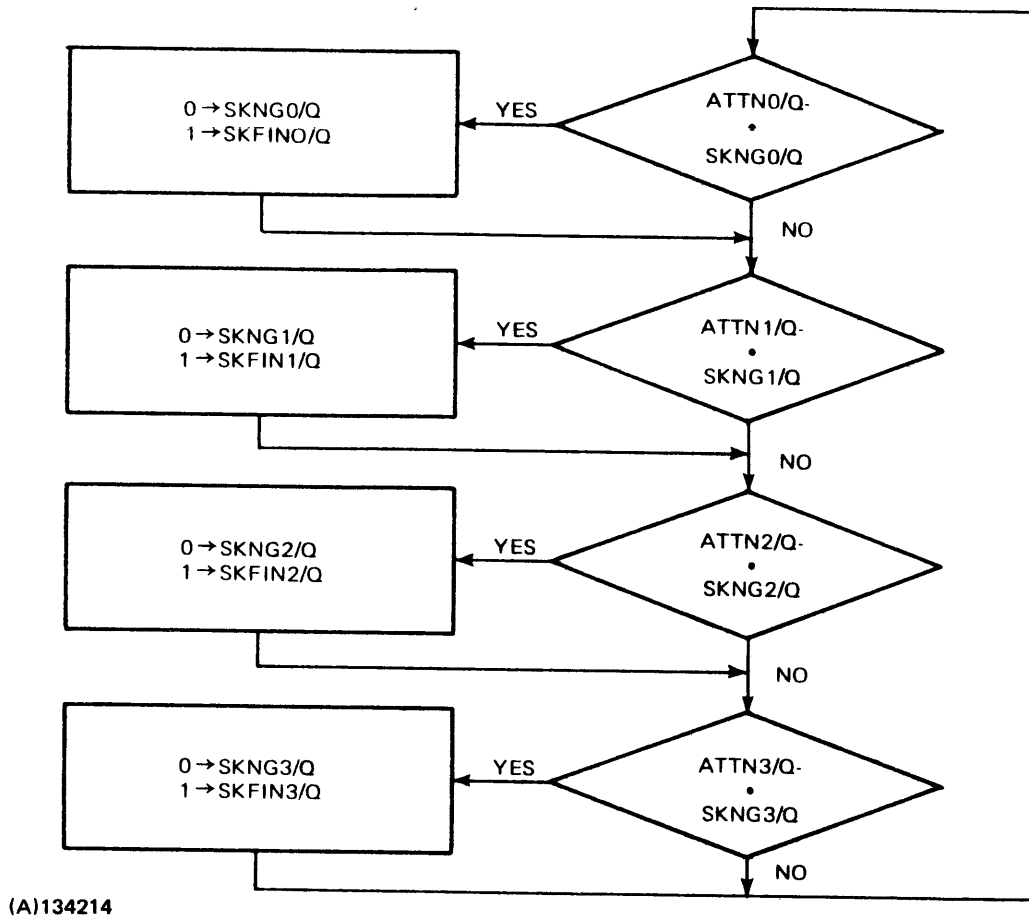 ATTN0/Q-
•
SKNG0/Q
YES
0→SKNG0/Q
1→SKFIN0/Q
NO
ATTN1/Q-
•
SKNG1/Q
YES
0→SKNG1/Q
1→SKFIN1/Q
NO
ATTN2/Q-
•
SKNG2/Q
YES
0→SKNG2/Q
1→SKFIN2/Q
NO
ATTN3/Q-
•
SKNG3/Q
YES
0→SKNG3/Q
1→SKFIN3/Q
NO
(A)134214